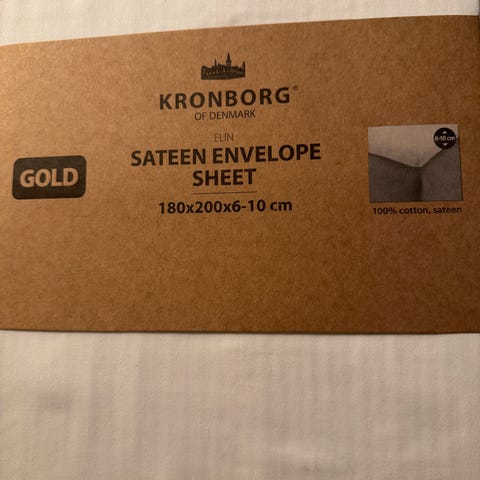 KRONBORG®
OF DENMARK
ELIN
SATEEN ENVELOPE
SHEET
180x200x6-10 cm
GOLD
6-10 cm
100% cotton, sateen